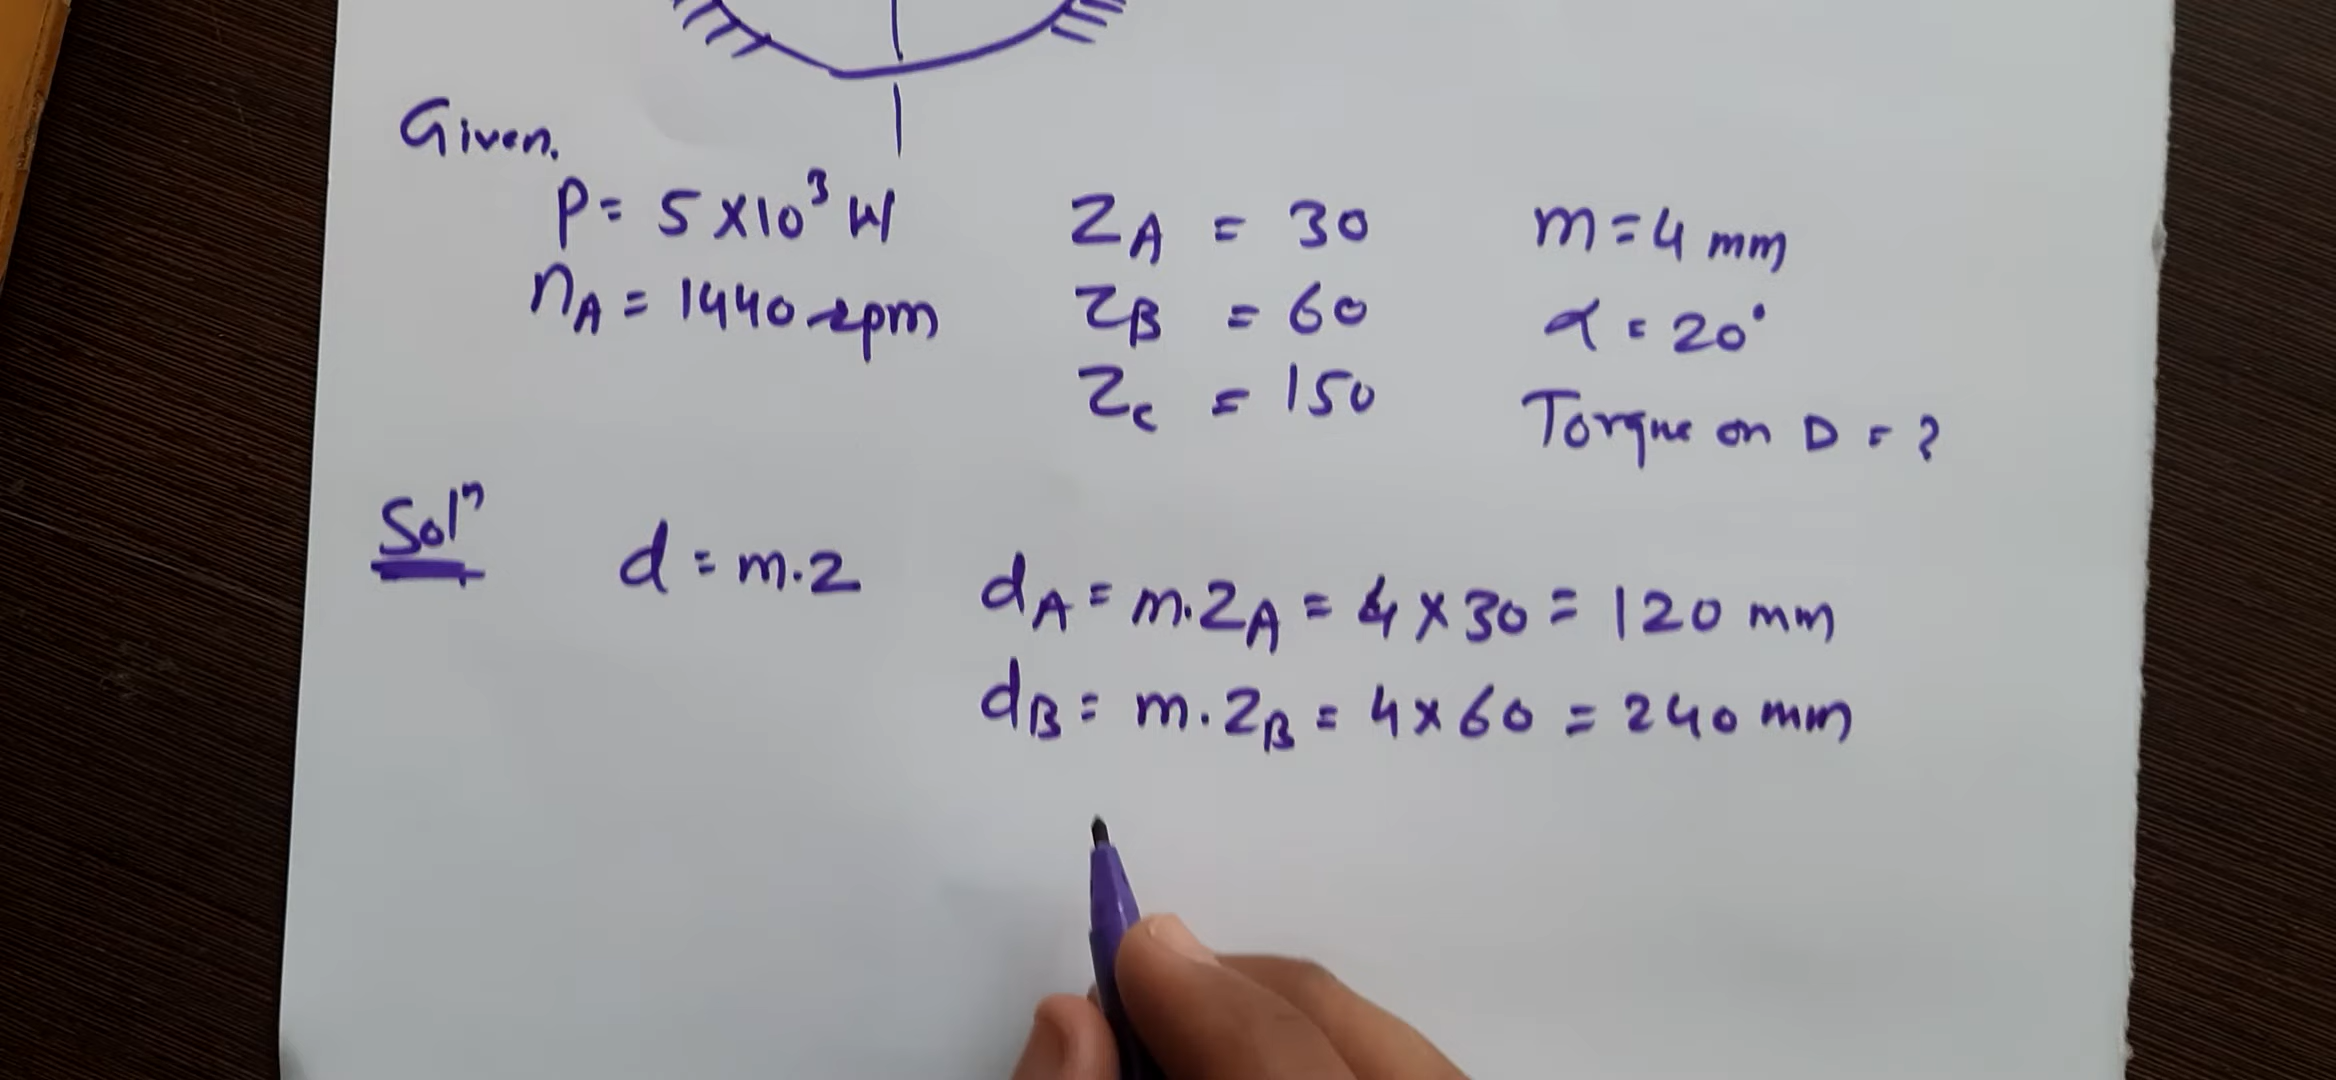 Given.
P = 5 × 10³ W
n_A = 1440 rpm
Z_A = 30
Z_B = 60
Z_C = 150
m = 4 mm
α = 20°
Torque on D = ?
Solⁿ
d = m.Z
d_A = m.Z_A = 4 × 30 = 120 mm
d_B = m.Z_B = 4 × 60 = 240 mm